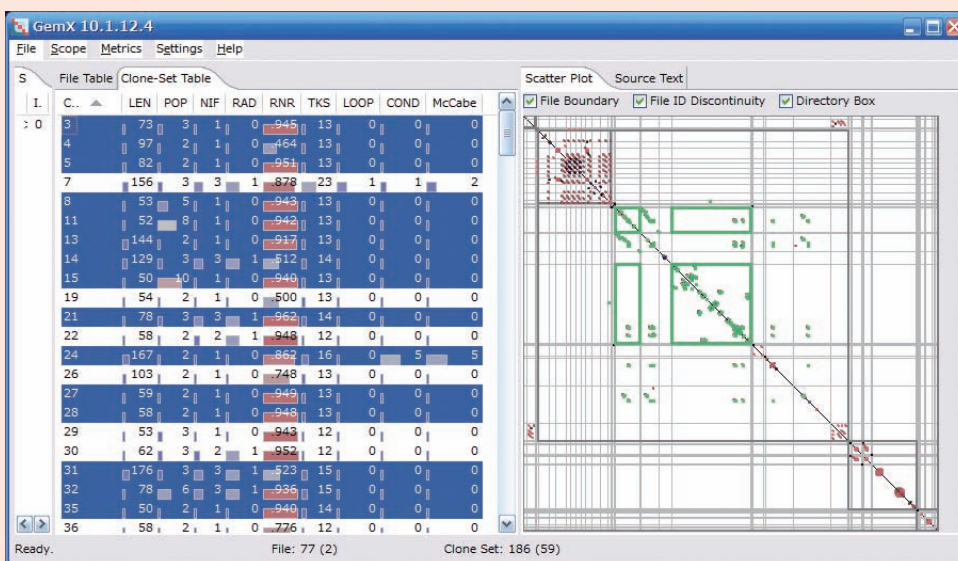 GemX 10.1.12.4
File Scope Metrics Settings Help
S File Table Clone-Set Table Scatter Plot Source Text
I. C.. LEN POP NIF RAD RNR TKS LOOP COND McCabe File Boundary File ID Discontinuity Directory Box
0 3 73 3 1 0 .945 13 0 0 0
4 97 2 1 0 .464 13 0 0 0
5 82 2 1 0 .951 13 0 0 0
7 156 3 3 1 .878 23 1 1 2
8 53 5 1 0 .943 13 0 0 0
11 52 8 1 0 .942 13 0 0 0
13 144 2 1 0 .917 13 0 0 0
14 129 3 3 1 .512 14 0 0 0
15 50 10 1 0 .940 13 0 0 0
19 54 2 1 0 .500 13 0 0 0
21 78 3 3 1 .962 14 0 0 0
22 58 2 2 1 .948 12 0 0 0
24 167 2 1 0 .862 16 0 5 5
26 103 2 1 0 .748 13 0 0 0
27 59 2 1 0 .949 13 0 0 0
28 58 2 1 0 .948 13 0 0 0
29 53 3 1 0 .943 12 0 0 0
30 62 3 2 1 .952 12 0 0 0
31 176 3 3 1 .523 15 0 0 0
32 78 6 3 1 .936 15 0 0 0
35 50 2 1 0 .940 14 0 0 0
36 58 2 1 0 .776 12 0 0 0
Ready. File: 77 (2) Clone Set: 186 (59)